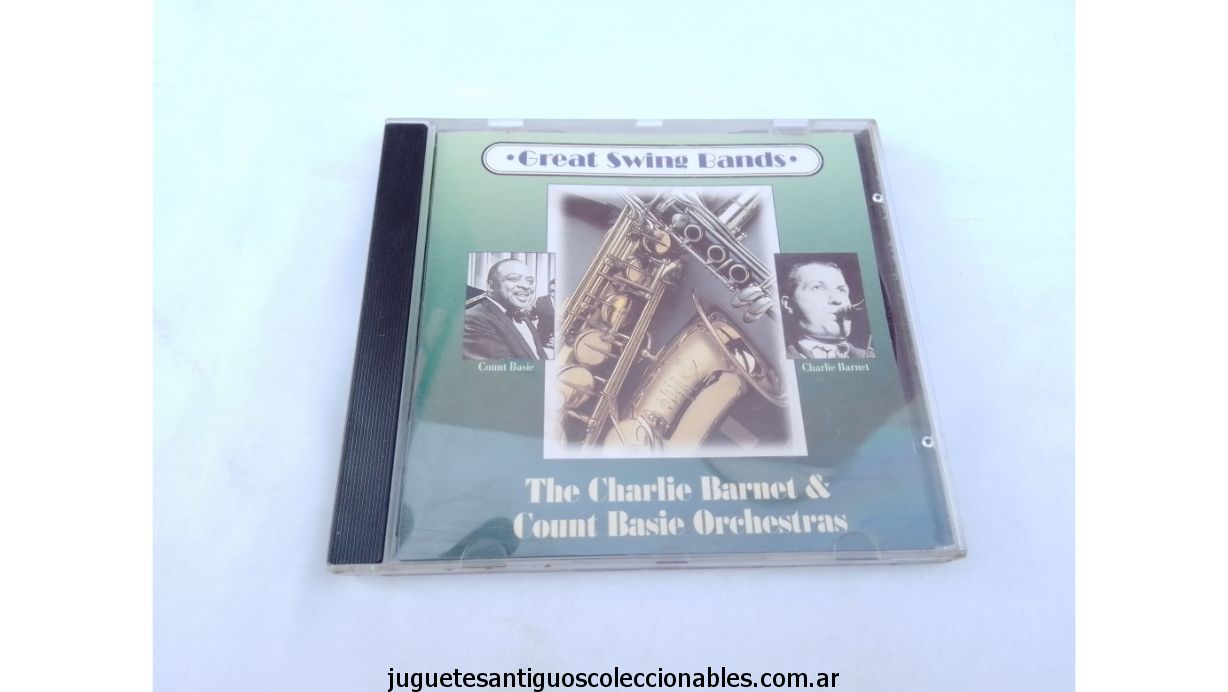 •Great Swing Bands•
Count Basie
Charlie Barnet
The Charlie Barnet &
Count Basie Orchestras
juguetesantiguoscoleccionables.com.ar